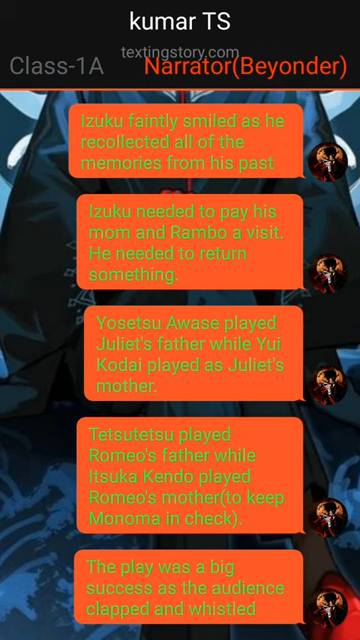 kumar TS
textingstory.com
Class-1A
Narrator(Beyonder)
Izuku faintly smiled as he
recollected all of the
memories from his past
Izuku needed to pay his
mom and Rambo a visit.
He needed to return
something.
Yosetsu Awase played
Juliet's father while Yui
Kodai played as Juliet's
mother.
Tetsutetsu played
Romeo's father while
Itsuka Kendo played
Romeo's mother(to keep
Monoma in check).
The play was a big
success as the audience
clapped and whistled